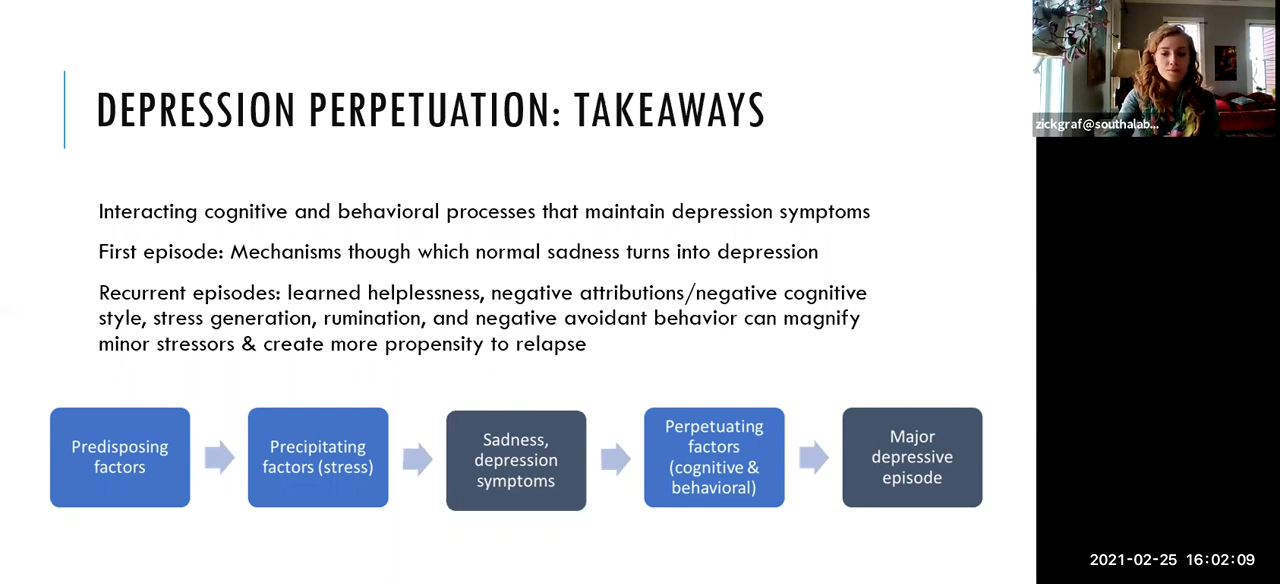 DEPRESSION PERPETUATION: TAKEAWAYS
zickgraf@southalab...
Interacting cognitive and behavioral processes that maintain depression symptoms
First episode: Mechanisms though which normal sadness turns into depression
Recurrent episodes: learned helplessness, negative attributions/negative cognitive
style, stress generation, rumination, and negative avoidant behavior can magnify
minor stressors & create more propensity to relapse
Predisposing
factors
Precipitating
factors (stress)
Sadness,
depression
symptoms
Perpetuating
factors
(cognitive &
behavioral)
Major
depressive
episode
2021-02-25 16:02:09